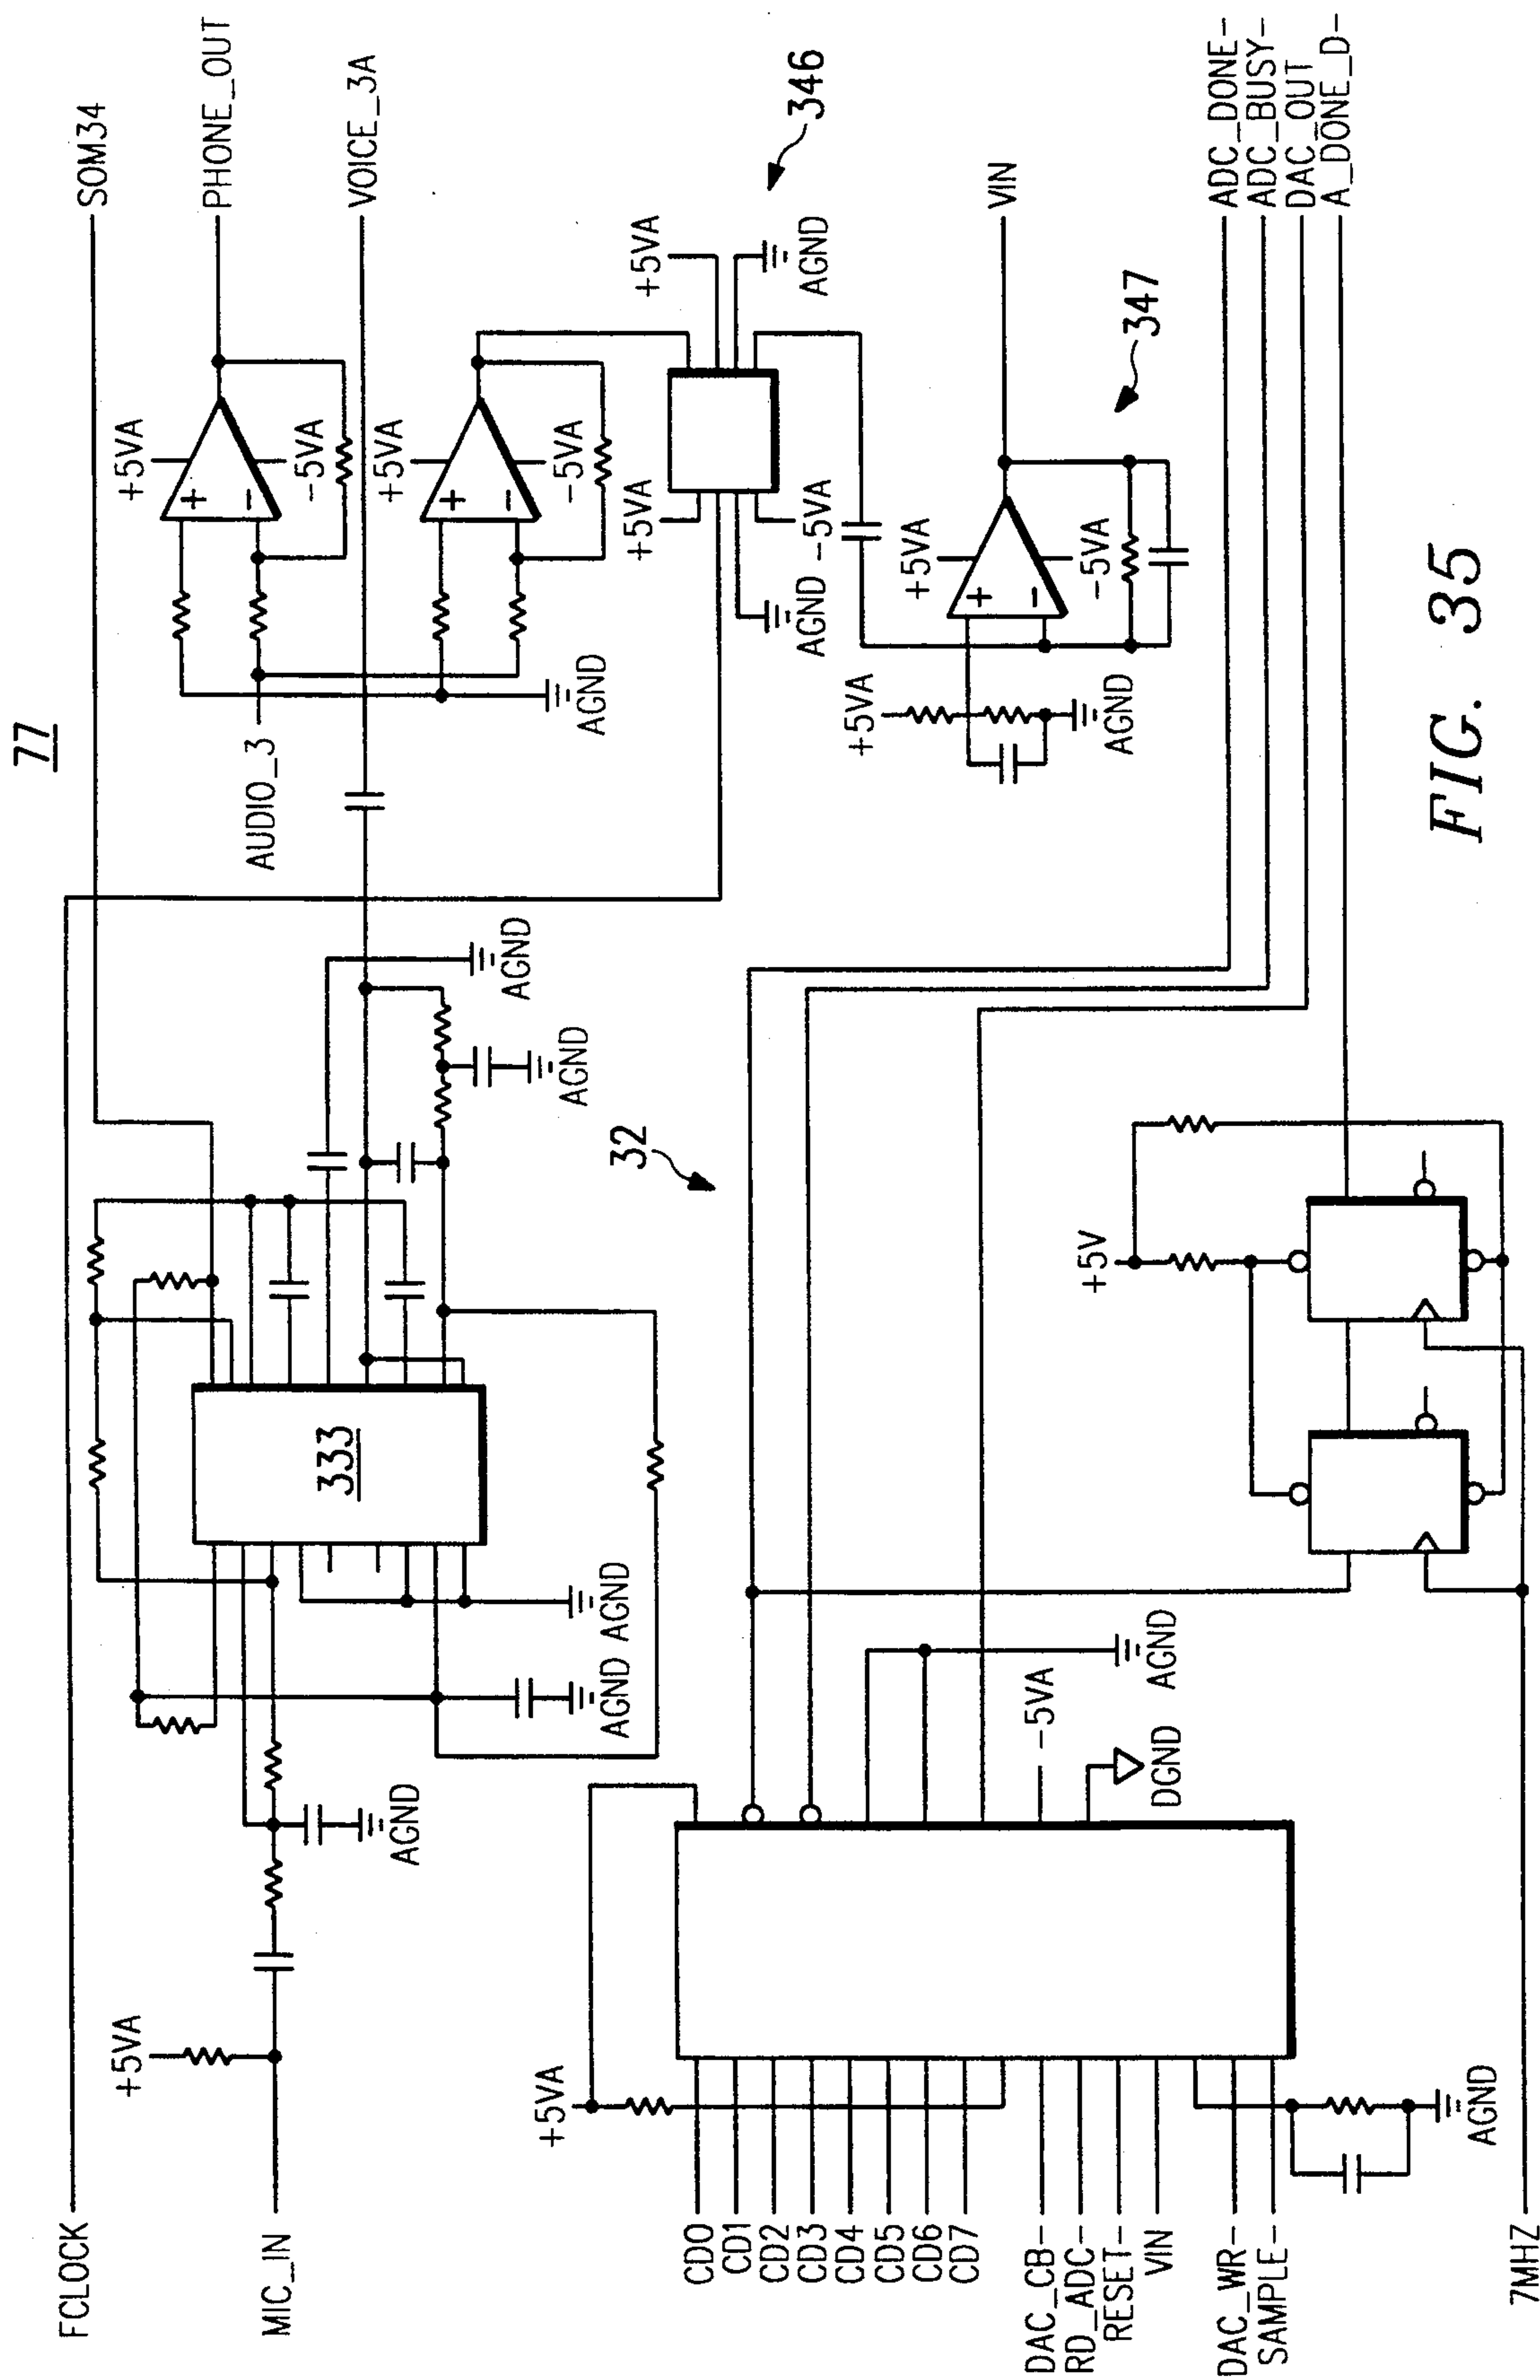 77
FCLOCK
SOM34
MIC_IN
+5VA
AGND
333
AGND AGND
AGND
AGND
AUDIO_3
+5VA
-5VA
PHONE_OUT
VOICE_3A
+
-
+5VA
-5VA
+
-
AGND
+5VA
+5VA
AGND
AGND
-5VA
346
+5VA
-5VA
+
-
+5VA
AGND
VIN
347
32
+5VA
CD0
CD1
CD2
CD3
CD4
CD5
CD6
CD7
DAC_CB-
RD_ADC-
RESET-
VIN
DAC_WR-
SAMPLE-
AGND
-5VA
DGND
AGND
+5V
7MHZ
ADC_DONE-
ADC_BUSY-
DAC_OUT
A_DONE_D-
FIG. 35